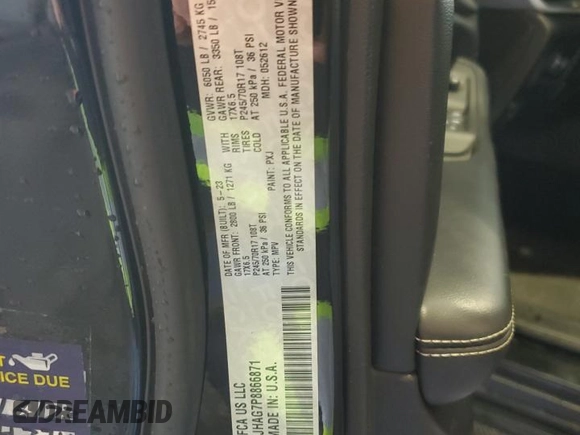 FCA US LLC
DATE OF MFR (BUILT): 5-23
GVWR: 6050 LB / 2745 KG
GAWR FRONT: 2800 LB / 1271 KG
WITH
GAWR REAR: 3350 LB /
17X6.5
RIMS
17X6.5
P245/70R17 108T
TIRES
P245/70R17 108T
AT 250 kPa / 36 PSI
COLD
AT 250 kPa / 36 PSI
TYPE: MPV
PAINT: PXJ
MDH: 052612
THIS VEHICLE CONFORMS TO ALL APPLICABLE U.S.A. FEDERAL MOTOR
STANDARDS IN EFFECT ON THE DATE OF MANUFACTURE SHOWN
JHAG7P8866871
MADE IN: U.S.A.
ICE DUE
DREAMBID